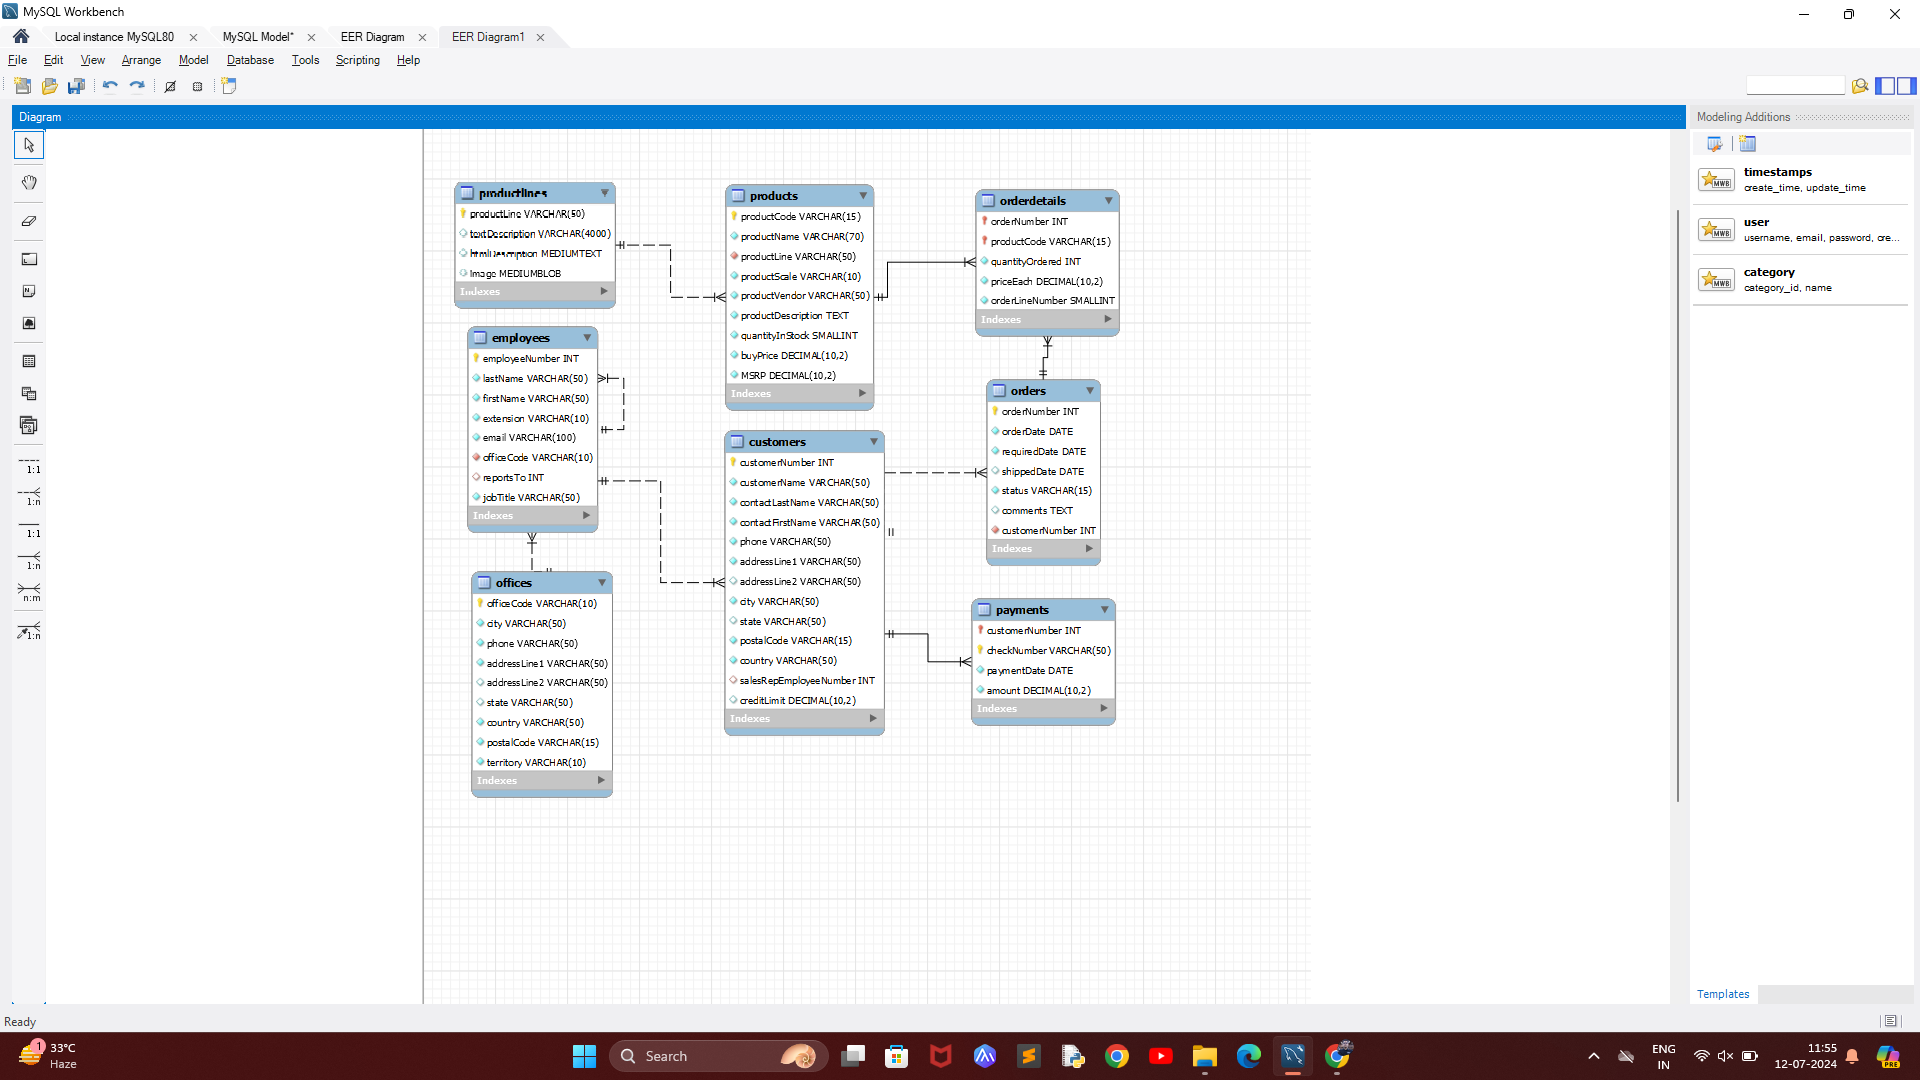 MySQL Workbench
Local instance MySQL80
MySQL Model*
EER Diagram
EER Diagram1
File Edit View Arrange Model Database Tools Scripting Help
Diagram
productlines
productLine VARCHAR(50)
textDescription VARCHAR(4000)
htmlDescription MEDIUMTEXT
image MEDIUMBLOB
Indexes
employees
employeeNumber INT
lastName VARCHAR(50)
firstName VARCHAR(50)
extension VARCHAR(10)
email VARCHAR(100)
officeCode VARCHAR(10)
reportsTo INT
jobTitle VARCHAR(50)
Indexes
offices
officeCode VARCHAR(10)
city VARCHAR(50)
phone VARCHAR(50)
addressLine1 VARCHAR(50)
addressLine2 VARCHAR(50)
state VARCHAR(50)
country VARCHAR(50)
postalCode VARCHAR(15)
territory VARCHAR(10)
Indexes
products
productCode VARCHAR(15)
productName VARCHAR(70)
productLine VARCHAR(50)
productScale VARCHAR(10)
productVendor VARCHAR(50)
productDescription TEXT
quantityInStock SMALLINT
buyPrice DECIMAL(10,2)
MSRP DECIMAL(10,2)
Indexes
customers
customerNumber INT
customerName VARCHAR(50)
contactLastName VARCHAR(50)
contactFirstName VARCHAR(50)
phone VARCHAR(50)
addressLine1 VARCHAR(50)
addressLine2 VARCHAR(50)
city VARCHAR(50)
state VARCHAR(50)
postalCode VARCHAR(15)
country VARCHAR(50)
salesRepEmployeeNumber INT
creditLimit DECIMAL(10,2)
Indexes
orderdetails
orderNumber INT
productCode VARCHAR(15)
quantityOrdered INT
priceEach DECIMAL(10,2)
orderLineNumber SMALLINT
Indexes
orders
orderNumber INT
orderDate DATE
requiredDate DATE
shippedDate DATE
status VARCHAR(15)
comments TEXT
customerNumber INT
Indexes
payments
customerNumber INT
checkNumber VARCHAR(50)
paymentDate DATE
amount DECIMAL(10,2)
Indexes
1:1
1:n
1:1
1:n
n:m
1:n
Modeling Additions
MWB
timestamps
create_time, update_time
MWB
user
username, email, password, cre...
MWB
category
category_id, name
Templates
Ready
1
33°C
Haze
Search
ENG
IN
11:55
12-07-2024
PRE